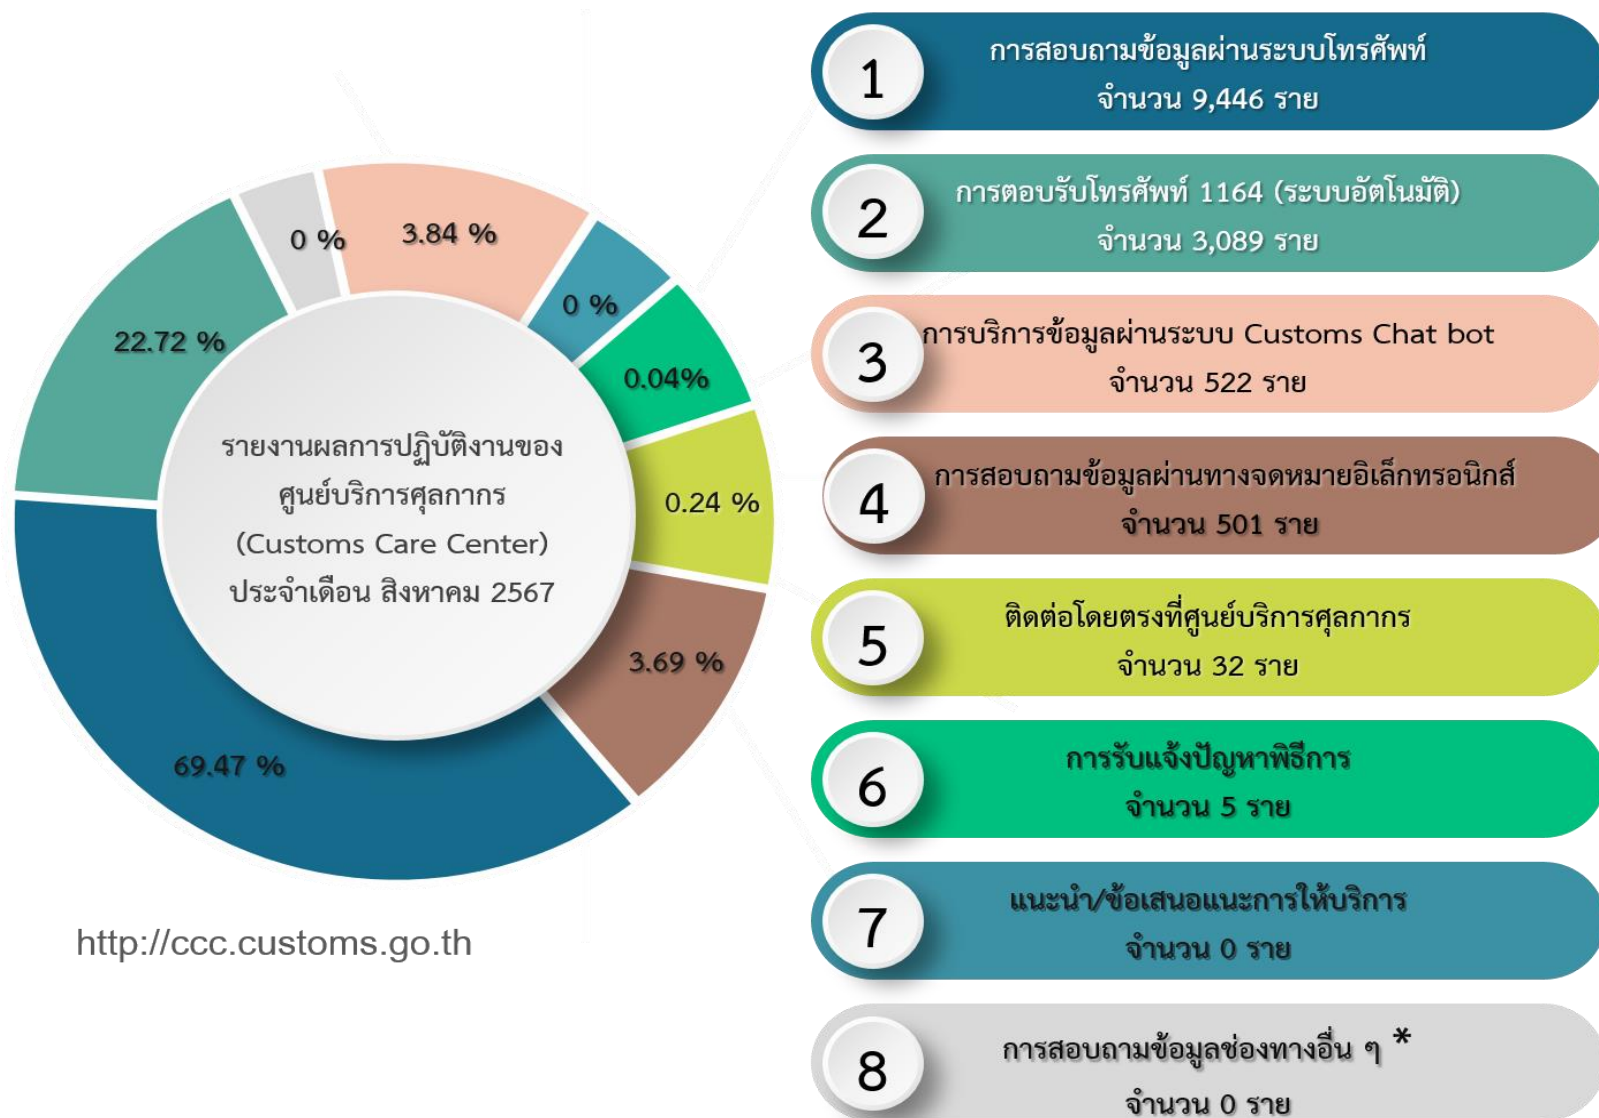 0 %
3.84 %
0 %
22.72 %
0.04%
0.24 %
3.69 %
69.47 %
รายงานผลการปฏิบัติงานของ
ศูนย์บริการศุลกากร
(Customs Care Center)
ประจำเดือน สิงหาคม 2567
http://ccc.customs.go.th
1
การสอบถามข้อมูลผ่านระบบโทรศัพท์
จำนวน 9,446 ราย
2
การตอบรับโทรศัพท์ 1164 (ระบบอัตโนมัติ)
จำนวน 3,089 ราย
3
การบริการข้อมูลผ่านระบบ Customs Chat bot
จำนวน 522 ราย
4
การสอบถามข้อมูลผ่านทางจดหมายอิเล็กทรอนิกส์
จำนวน 501 ราย
5
ติดต่อโดยตรงที่ศูนย์บริการศุลกากร
จำนวน 32 ราย
6
การรับแจ้งปัญหาพิธีการ
จำนวน 5 ราย
7
แนะนำ/ข้อเสนอแนะการให้บริการ
จำนวน 0 ราย
8
การสอบถามข้อมูลช่องทางอื่น ๆ *
จำนวน 0 ราย